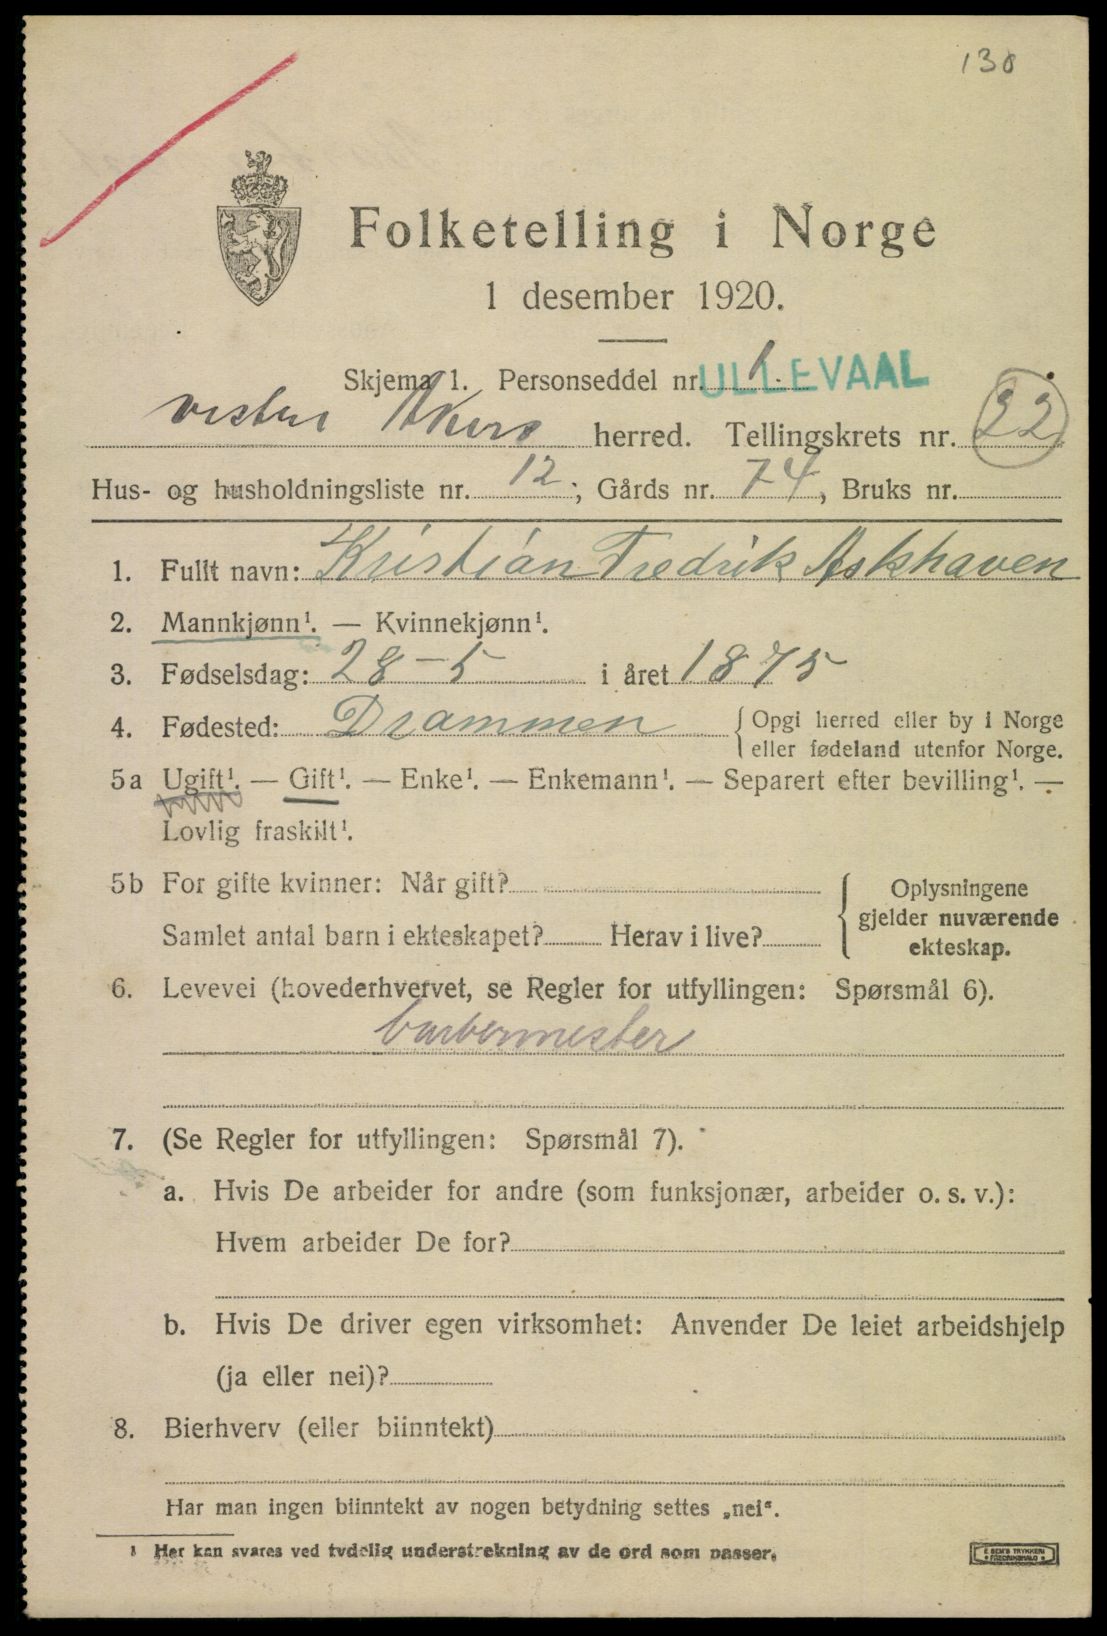 130
Folketelling i Norge
1 desember 1920.
Skjema 1. Personseddel nr. 1. ULLEVAAL
vestre Akers herred. Tellingskrets nr. 22
Hus- og husholdningsliste nr. 12; Gårds nr. 74, Bruks nr.
1. Fullt navn: Kristian Fredrik Askhaven
2. Mannkjønn¹. — Kvinnekjønn¹.
3. Fødselsdag: 28-5 i året 1875
4. Fødested: Drammen {Opgi herred eller by i Norge
eller fødeland utenfor Norge.
5a Ugift¹. — Gift¹. — Enke¹. — Enkemann¹. — Separert efter bevilling¹. —
Lovlig fraskilt¹.
5b For gifte kvinner: Når gift?
Samlet antal barn i ekteskapet? Herav i live?
Oplysningene
gjelder nuværende
ekteskap.
6. Levevei (hovederhvervet, se Regler for utfyllingen: Spørsmål 6).
barbermester
7. (Se Regler for utfyllingen: Spørsmål 7).
a. Hvis De arbeider for andre (som funksjonær, arbeider o. s. v.):
Hvem arbeider De for?
b. Hvis De driver egen virksomhet: Anvender De leiet arbeidshjelp
(ja eller nei)?
8. Bierhverv (eller biinntekt)
Har man ingen biinntekt av nogen betydning settes „nei“.
¹ Her kan svares ved tydelig understrekning av de ord som passer.
E. SEM'S TRYKKERI
FREDRIKSHALD